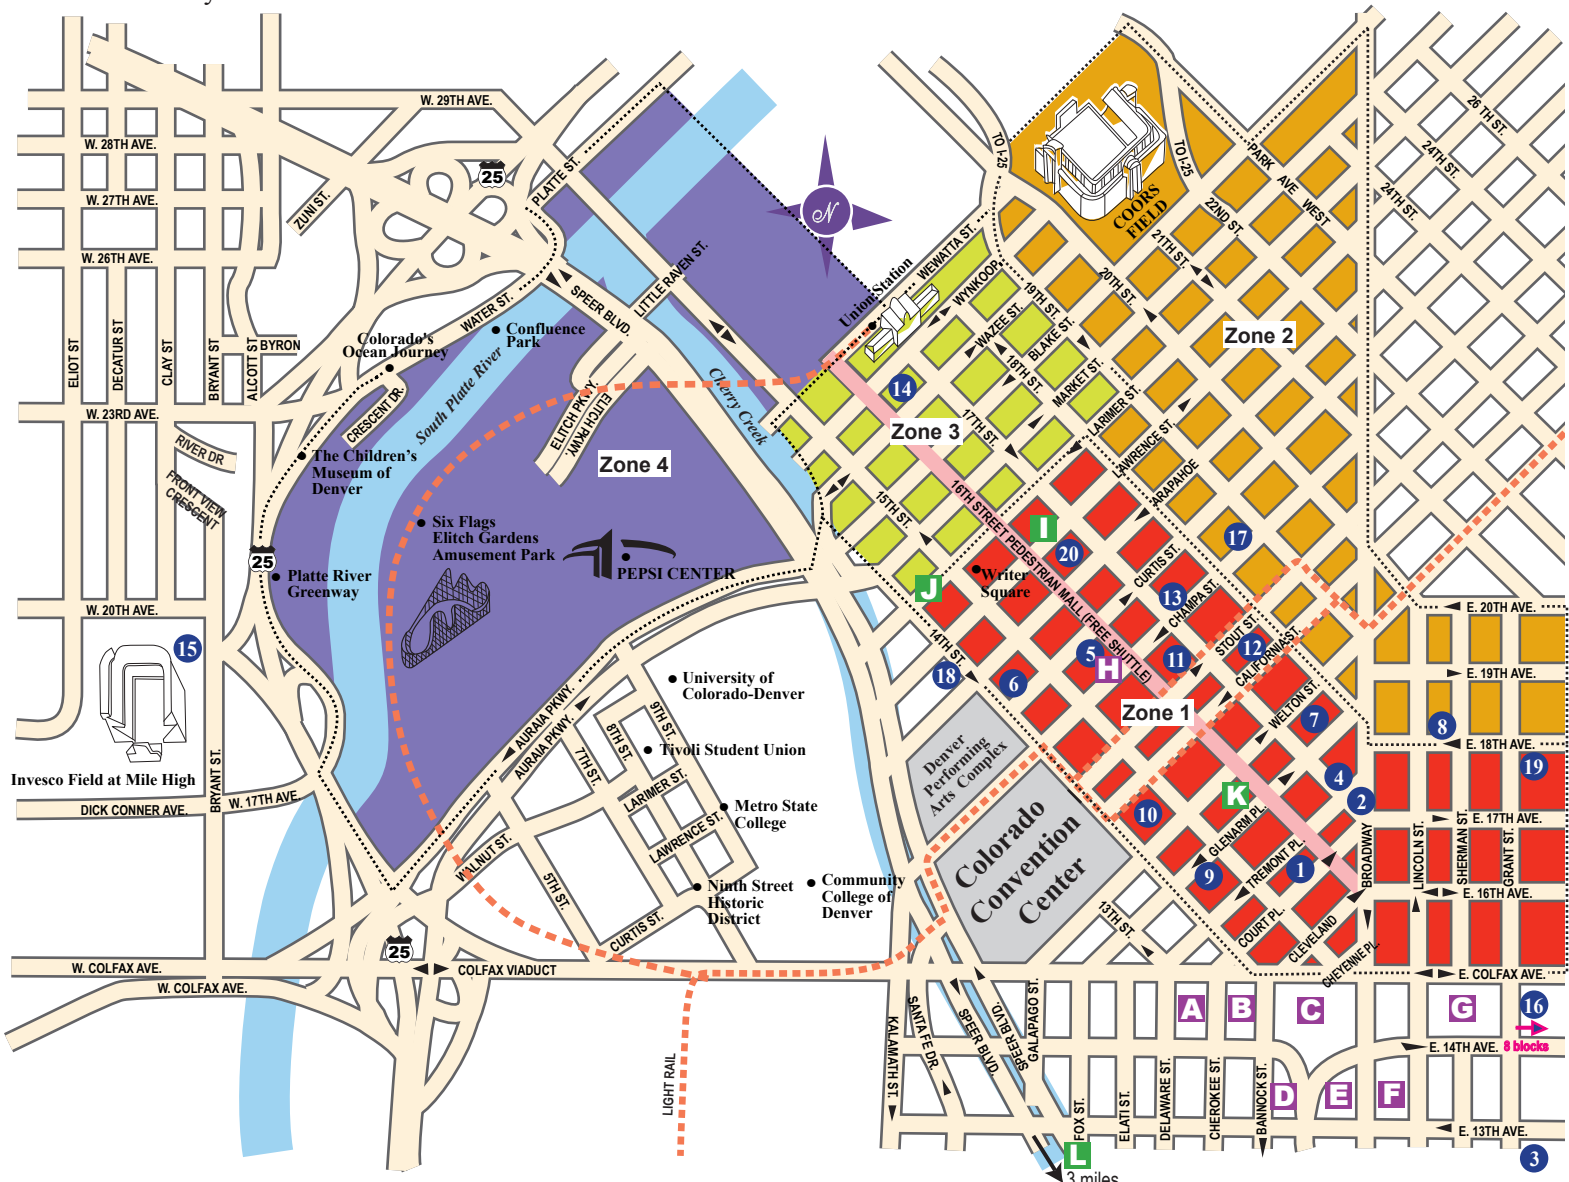 W. 29TH AVE.
W. 28TH AVE.
W. 27TH AVE.
W. 26TH AVE.
ZUNI ST.
25
PLATTE ST.
N
TO I-25
TO I-25
COORS
FIELD
PARK AVE WEST
26 TH ST.
24TH ST.
24TH ST.
22ND ST.
21TH ST.
20TH ST.
19TH ST.
Zone 2
WEWATTA ST.
WYNKOOP
WAZEE ST.
BLAKE ST.
18TH ST.
MARKET ST.
LARIMER ST.
LAWRENCE ST.
ARAPAHOE
17TH ST.
Union Station
LITTLE RAVEN ST.
SPEER BLVD.
WATER ST.
Confluence
Park
Colorado's
Ocean Journey
BYRON
ELIOT ST
DECATUR ST
CLAY ST
BRYANT ST
ALCOTT ST
W. 23RD AVE.
CRESCENT DR.
South Platte River
ELITCH PKWY.
ELITCH PKWY.
Cherry Creek
14
Zone 3
Zone 4
RIVER DR
FRONT VIEW
CRESCENT
The Children's
Museum of
Denver
Six Flags
Elitch Gardens
Amusement Park
PEPSI CENTER
25
Platte River
Greenway
15TH ST.
16TH STREET PEDESTRIAN MALL (FREE SHUTTLE)
I
20
17
J
Writer
Square
CURTIS ST.
13
CHAMPA ST.
STOUT ST.
12
CALIFORNIA ST.
W. 20TH AVE.
E. 20TH AVE.
15
14TH ST.
18
6
5
H
11
E. 19TH AVE.
University of
Colorado-Denver
Zone 1
WELTON ST.
7
8
E. 18TH AVE.
AURAIA PKWY.
AURAIA PKWY.
9TH ST.
8TH ST.
7TH ST.
Tivoli Student Union
LARIMER ST.
Denver
Performing
Arts Complex
Invesco Field at Mile High
BRYANT ST.
DICK CONNER AVE.
W. 17TH AVE.
Metro State
College
LAWRENCE ST.
Colorado
Convention
Center
10
K
4
2
19
GLENARM PL.
E. 17TH AVE.
WALNUT ST.
5TH ST.
9
TREMONT PL.
1
BROADWAY
LINCOLN ST.
SHERMAN ST.
GRANT ST.
E. 16TH AVE.
Ninth Street
Historic
District
Community
College of
Denver
CURTIS ST.
13TH ST.
COURT PL.
CLEVELAND
CHEYENNE PL.
25
W. COLFAX AVE.
COLFAX VIADUCT
E. COLFAX AVE.
W. COLFAX AVE.
A
B
C
G
16
8 blocks
E. 14TH AVE.
LIGHT RAIL
KALAMATH ST.
SANTA FE DR.
SPEER BLVD.
SPEER BLVD.
GALAPAGO ST.
FOX ST.
ELATI ST.
DELAWARE ST.
CHEROKEE ST.
BANNOCK ST.
D
E
F
E. 13TH AVE.
L
3
3 miles